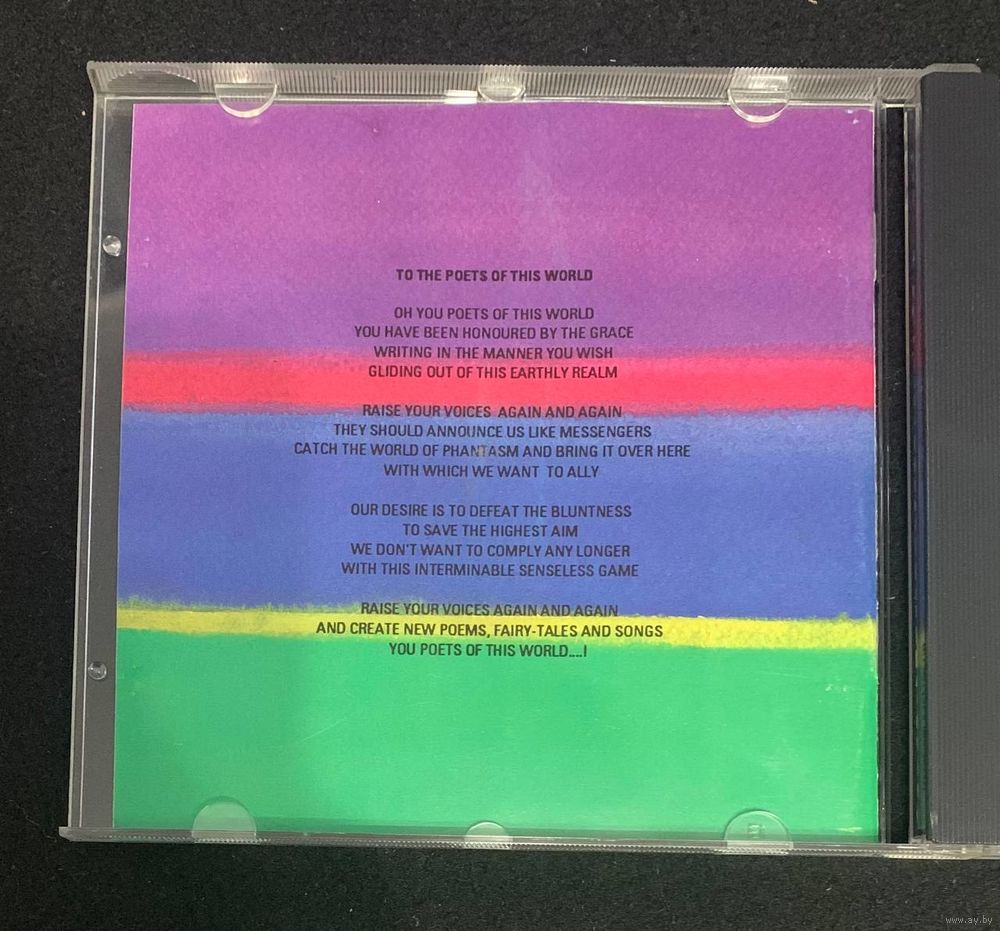 TO THE POETS OF THIS WORLD
OH YOU POETS OF THIS WORLD
YOU HAVE BEEN HONOURED BY THE GRACE
WRITING IN THE MANNER YOU WISH
GLIDING OUT OF THIS EARTHLY REALM
RAISE YOUR VOICES AGAIN AND AGAIN
THEY SHOULD ANNOUNCE US LIKE MESSENGERS
CATCH THE WORLD OF PHANTASM AND BRING IT OVER HERE
WITH WHICH WE WANT TO ALLY
OUR DESIRE IS TO DEFEAT THE BLUNTNESS
TO SAVE THE HIGHEST AIM
WE DON'T WANT TO COMPLY ANY LONGER
WITH THIS INTERMINABLE SENSELESS GAME
RAISE YOUR VOICES AGAIN AND AGAIN
AND CREATE NEW POEMS, FAIRY-TALES AND SONGS
YOU POETS OF THIS WORLD....!
www.ay.by